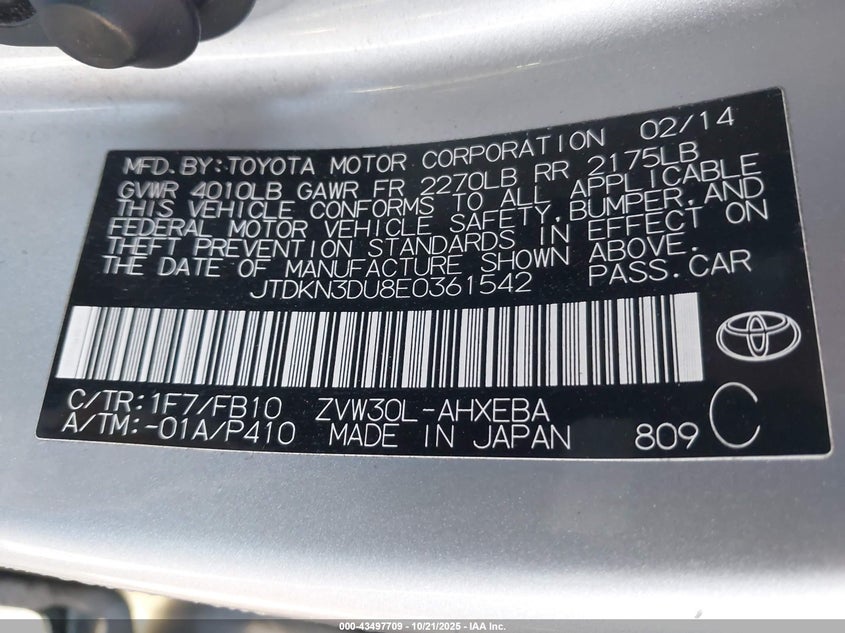 MFD.BY:TOYOTA MOTOR CORPORATION 02/14
GVWR 4010LB GAWR FR 2270LB RR 2175LB
THIS VEHICLE CONFORMS TO ALL APPLICABLE
FEDERAL MOTOR VEHICLE SAFETY,BUMPER,AND
THEFT PREVENTION STANDARDS IN EFFECT ON
THE DATE OF MANUFACTURE SHOWN ABOVE.
JTDKN3DU8E0361542 PASS.CAR
C/TR:1F7/FB10 ZVW30L-AHXEBA C
A/TM:-01A/P410 MADE IN JAPAN 809
000-43497709 - 10/21/2025 - IAA Inc.